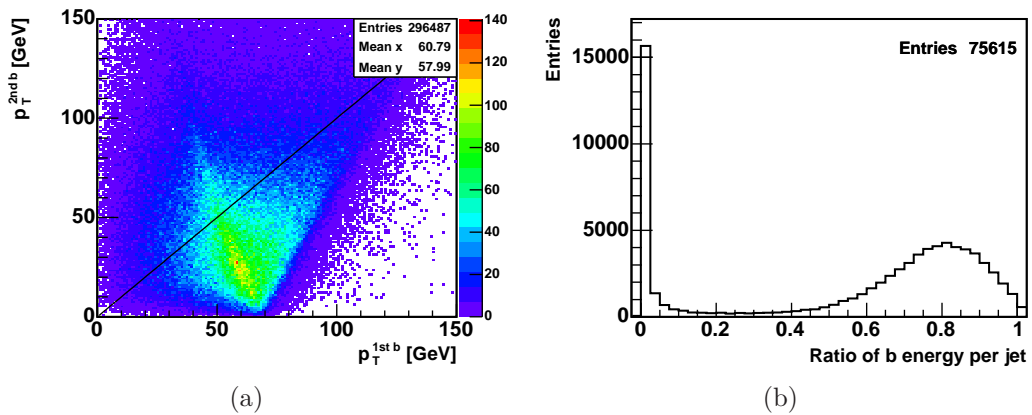 p_T^2nd b [GeV]
150
100
50
0
0 50 100 150
p_T^1st b [GeV]
Entries 296487
Mean x 60.79
Mean y 57.99
140
120
100
80
60
40
20
0
(a)
Entries
15000
10000
5000
0
0 0.2 0.4 0.6 0.8 1
Ratio of b energy per jet
Entries 75615
(b)